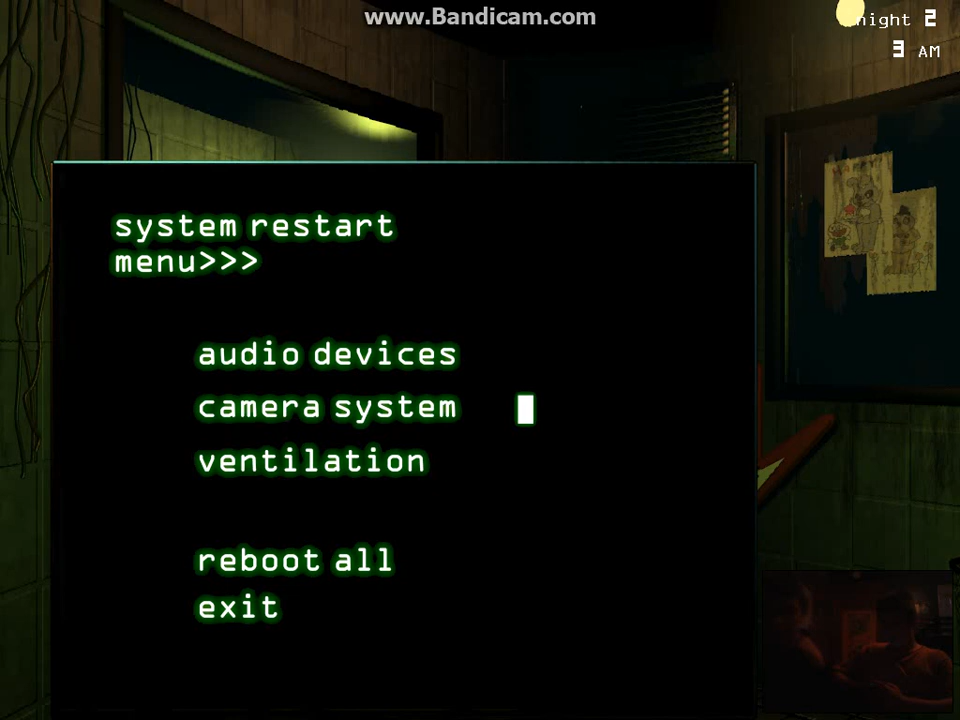 www.Bandicam.com
night 2
3 AM
system restart
menu>>>
audio devices
camera system
ventilation
reboot all
exit